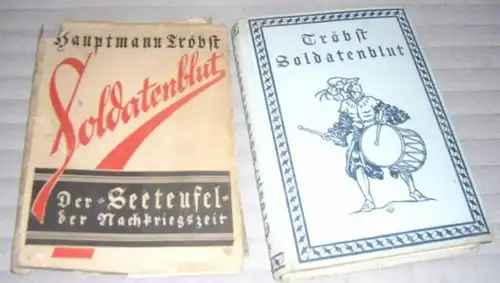 Hauptmann Tröbst
Soldatenblut
Der "Seeteufel"
der Nachkriegszeit
Tröbst
Soldatenblut